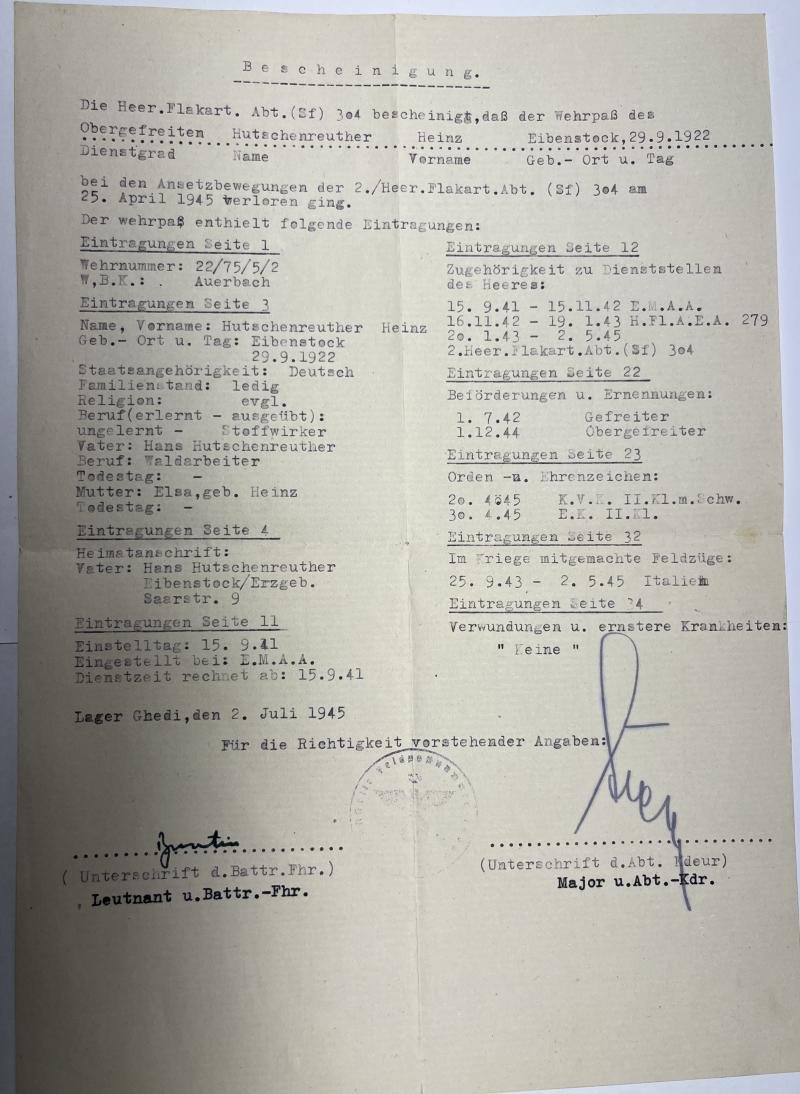 Bescheinigung.
Die Heer.Flakart. Abt.(Sf) 3o4 bescheinigt,daß der Wehrpaß des
Obergefreiten Hutschenreuther Heinz Eibenstock,29.9.1922
Dienstgrad Name Vorname Geb.- Ort u. Tag
bei den Ansetzbewegungen der 2./Heer.Flakart.Abt. (Sf) 3o4 am
25. April 1945 verloren ging.
Der wehrpaß enthielt folgende Eintragungen:
Eintragungen Seite 1
Wehrnummer: 22/75/5/2
W,B.K.: . Auerbach
Eintragungen Seite 3
Name, Vorname: Hutschenreuther Heinz
Geb.- Ort u. Tag: Eibenstock
29.9.1922
Staatsangehörigkeit: Deutsch
Familienstand: ledig
Religion: evgl.
Beruf(erlernt - ausgeübt):
ungelernt - Stoffwirker
Vater: Hans Hutschenreuther
Beruf: Waldarbeiter
Todestag: -
Mutter: Elsa,geb. Heinz
Todestag: -
Eintragungen Seite 4
Heimatanschrift:
Vater: Hans Hutschenreuther
Eibenstock/Erzgeb.
Saarstr. 9
Eintragungen Seite 11
Einstelltag: 15. 9.41
Eingestellt bei: E.M.A.A.
Dienstzeit rechnet ab: 15.9.41
Eintragungen Seite 12
Zugehörigkeit zu Dienststellen
des Heeres:
15. 9.41 - 15.11.42 E.M.A.A.
16.11.42 - 19. 1.43 H.Fl.A.E.A. 279
2o. 1.43 - 2. 5.45
2.Heer.Flakart.Abt.(Sf) 3o4
Eintragungen Seite 22
Beförderungen u. Ernennungen:
1. 7.42 Gefreiter
1.12.44 Obergefreiter
Eintragungen Seite 23
Orden -u. Ehrenzeichen:
2o. 4.45 K.V.K. II.Kl.m.Schw.
3o. 4.45 E.K. II.Kl.
Eintragungen Seite 32
Im Kriege mitgemachte Feldzüge:
25. 9.43 - 2. 5.45 Italien
Eintragungen Seite 34
Verwundungen u. ernstere Krankheiten:
" Keine "
Lager Ghedi,den 2. Juli 1945
Für die Richtigkeit vorstehender Angaben:
( Unterschrift d.Battr.Fhr.)
Leutnant u.Battr.-Fhr.
(Unterschrift d.Abt. Kdeur)
Major u.Abt.-Kdr.